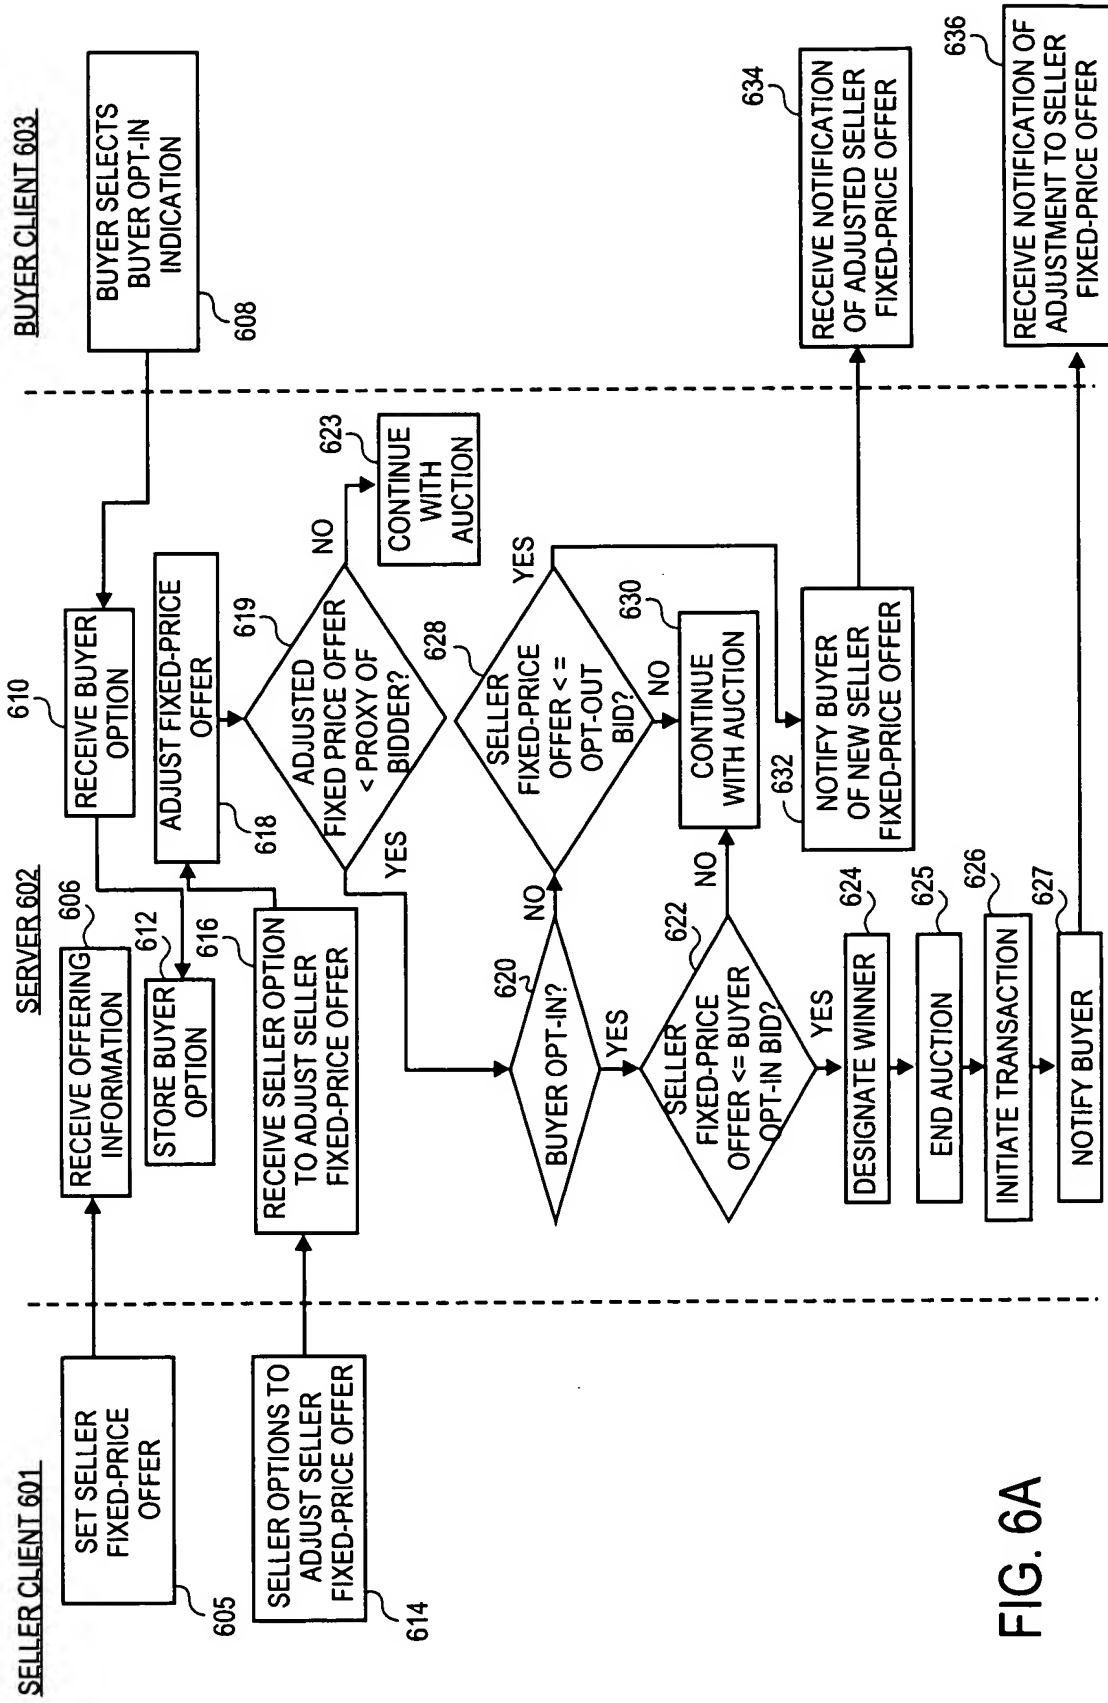 SELLER CLIENT 601
SERVER 602
BUYER CLIENT 603
SET SELLER
FIXED-PRICE
OFFER
605
RECEIVE OFFERING
INFORMATION
606
BUYER SELECTS
BUYER OPT-IN
INDICATION
608
RECEIVE BUYER
OPTION
610
STORE BUYER
OPTION
612
SELLER OPTIONS TO
ADJUST SELLER
FIXED-PRICE OFFER
614
RECEIVE SELLER OPTION
TO ADJUST SELLER
FIXED-PRICE OFFER
616
ADJUST FIXED-PRICE
OFFER
618
ADJUSTED
FIXED PRICE OFFER
< PROXY OF
BIDDER?
619
NO
YES
CONTINUE
WITH
AUCTION
623
BUYER OPT-IN?
620
NO
YES
SELLER
FIXED-PRICE
OFFER < =
OPT-OUT
BID?
628
YES
NO
SELLER
FIXED-PRICE
OFFER <= BUYER
OPT-IN BID?
622
NO
YES
CONTINUE
WITH AUCTION
630
NOTIFY BUYER
OF NEW SELLER
FIXED-PRICE OFFER
632
RECEIVE NOTIFICATION
OF ADJUSTED SELLER
FIXED-PRICE OFFER
634
DESIGNATE WINNER
624
END AUCTION
625
INITIATE TRANSACTION
626
NOTIFY BUYER
627
RECEIVE NOTIFICATION OF
ADJUSTMENT TO SELLER
FIXED-PRICE OFFER
636
FIG. 6A